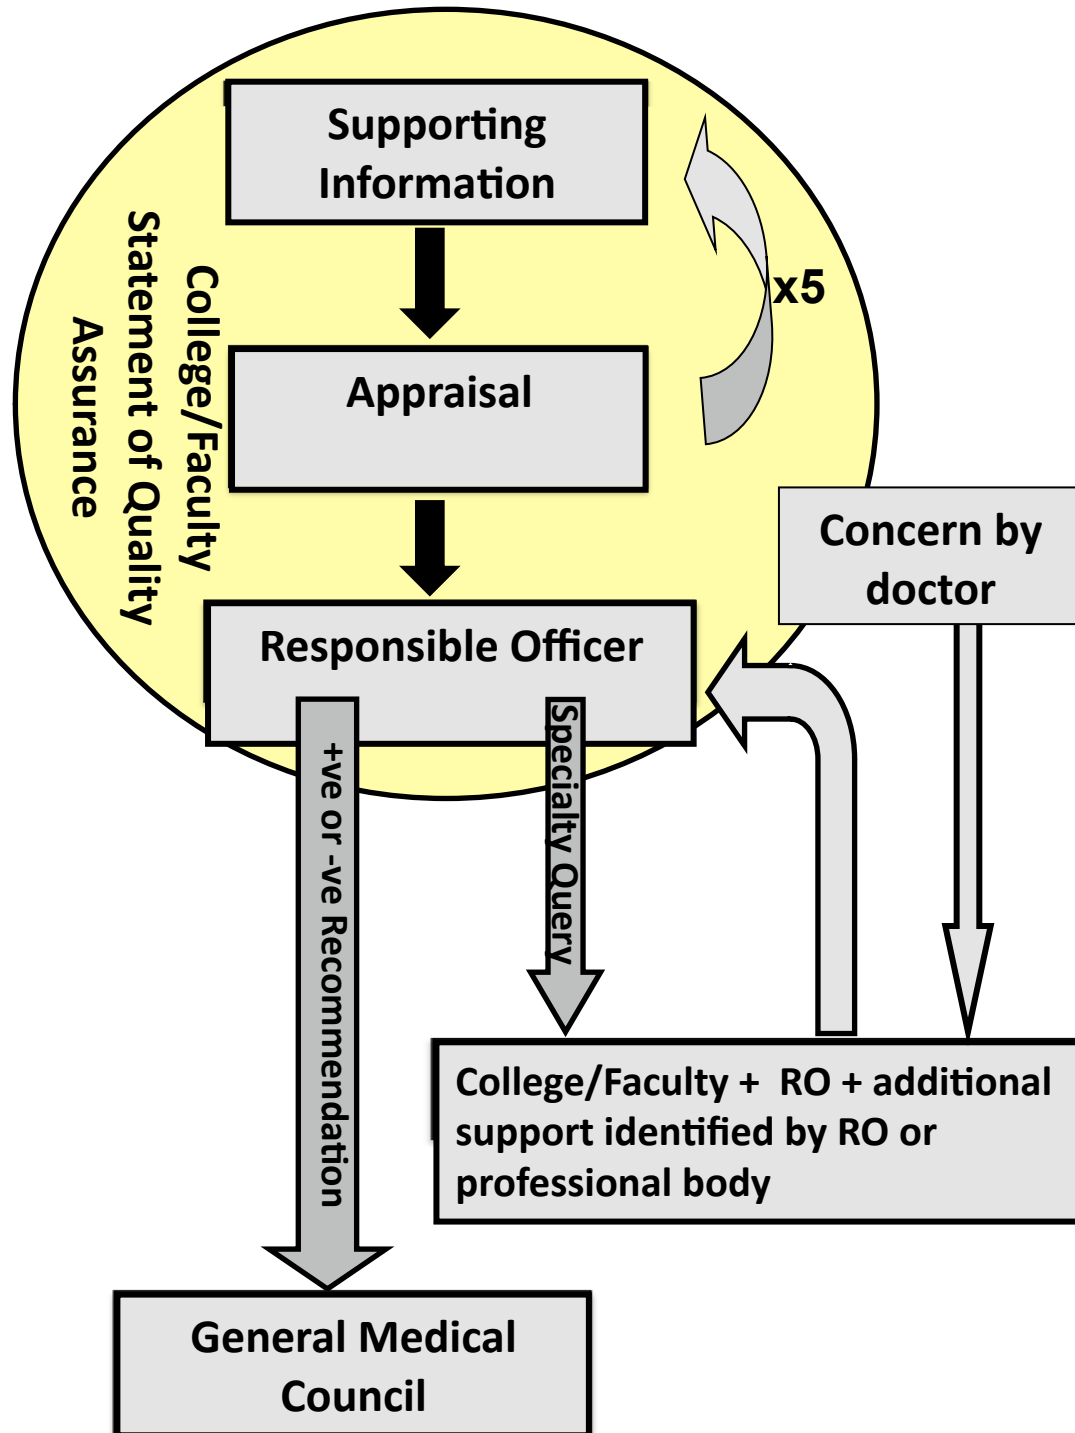 Supporting
Information
College/Faculty
Statement of Quality
Assurance
x5
Appraisal
Concern by
doctor
Responsible Officer
+ve or -ve Recommendation
Specialty Query
College/Faculty + RO + additional
support identified by RO or
professional body
General Medical
Council